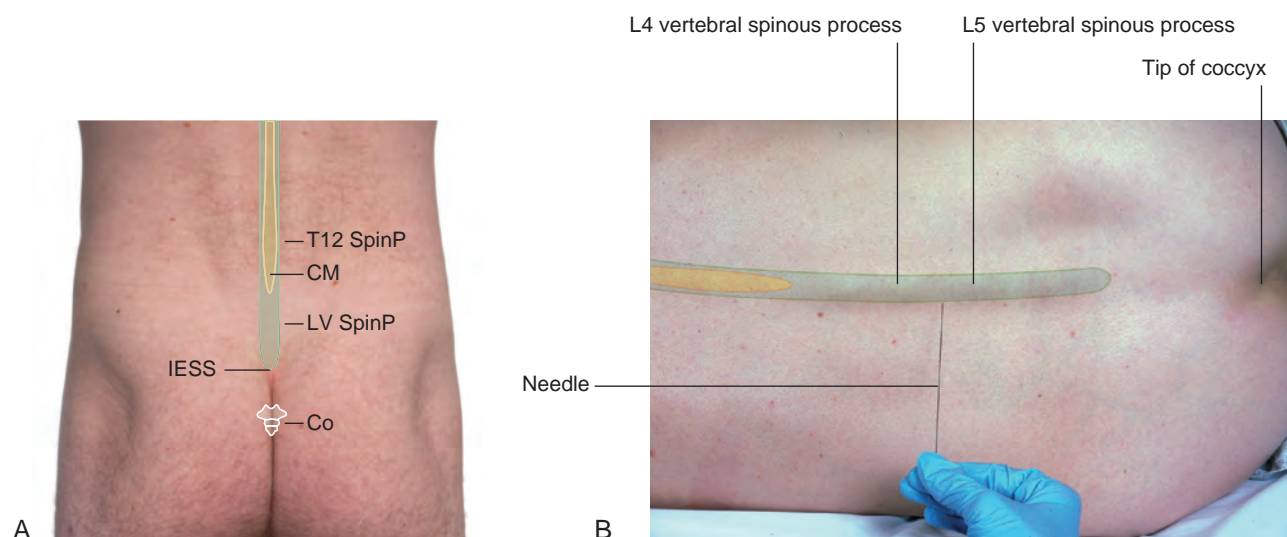 L4 vertebral spinous process
L5 vertebral spinous process
Tip of coccyx
T12 SpinP
CM
LV SpinP
IESS
Co
Needle
A
B